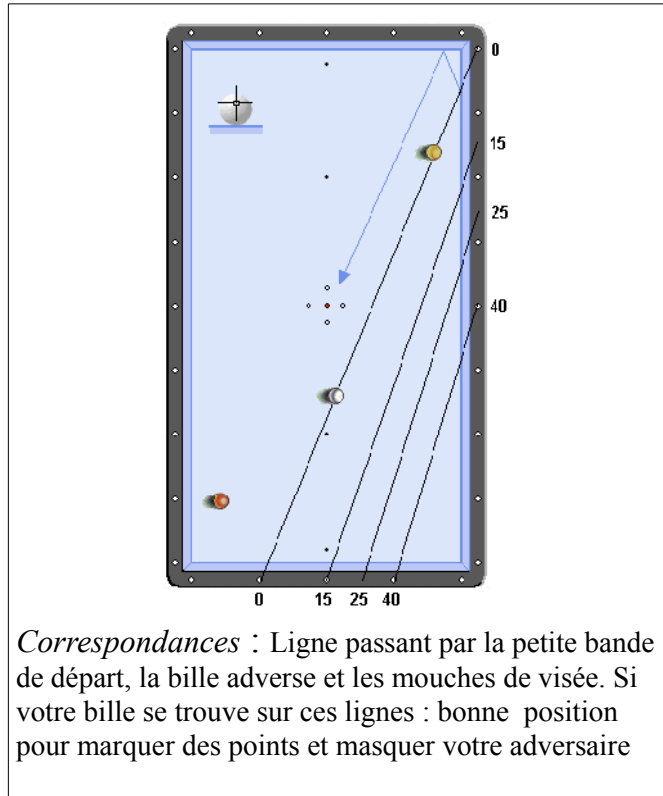 0
15
25
40
0 15 25 40
Correspondances : Ligne passant par la petite bande
de départ, la bille adverse et les mouches de visée. Si
votre bille se trouve sur ces lignes : bonne position
pour marquer des points et masquer votre adversaire